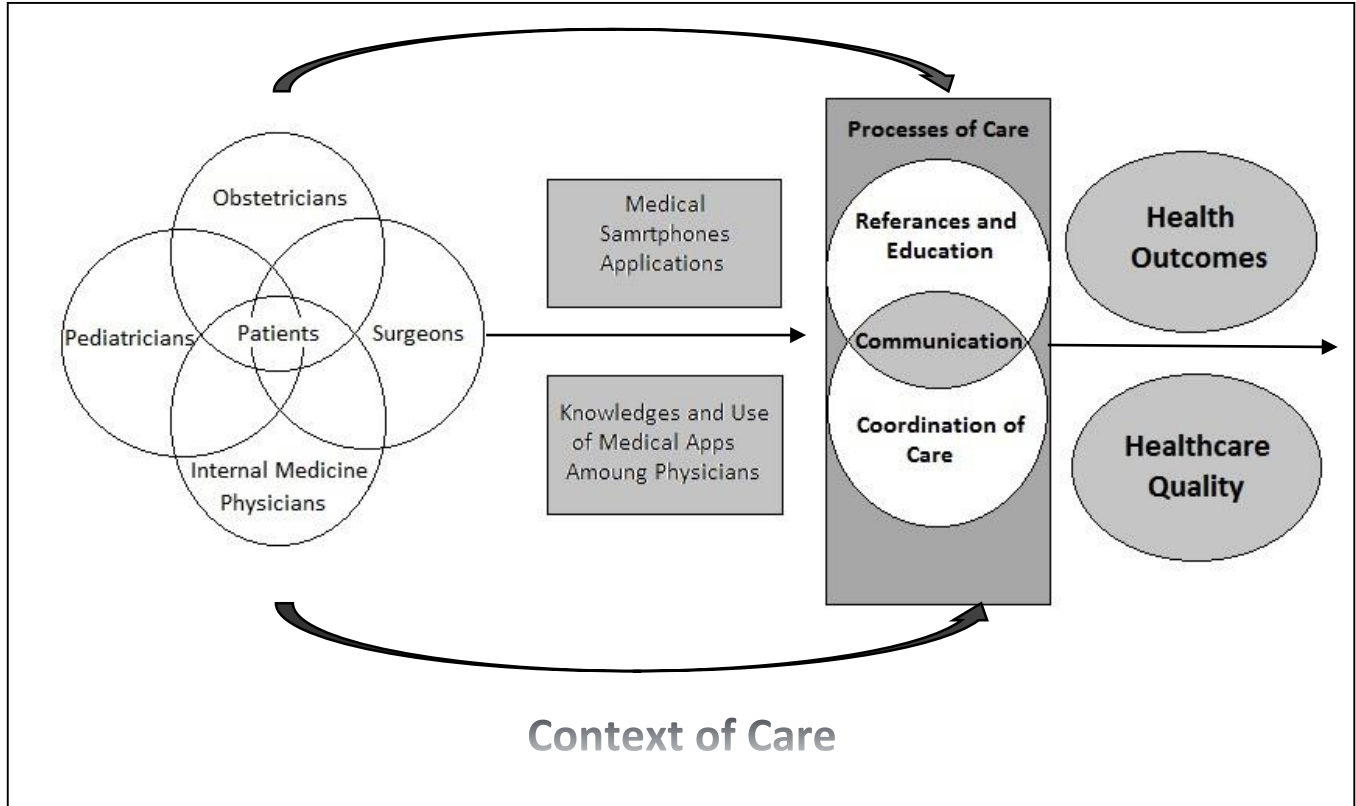 Obstetricians
Pediatricians
Patients
Surgeons
Internal Medicine
Physicians
Medical
Samrtphones
Applications
Knowledges and Use
of Medical Apps
Amoung Physicians
Processes of Care
Referances and
Education
Communication
Coordination of
Care
Health
Outcomes
Healthcare
Quality
Context of Care